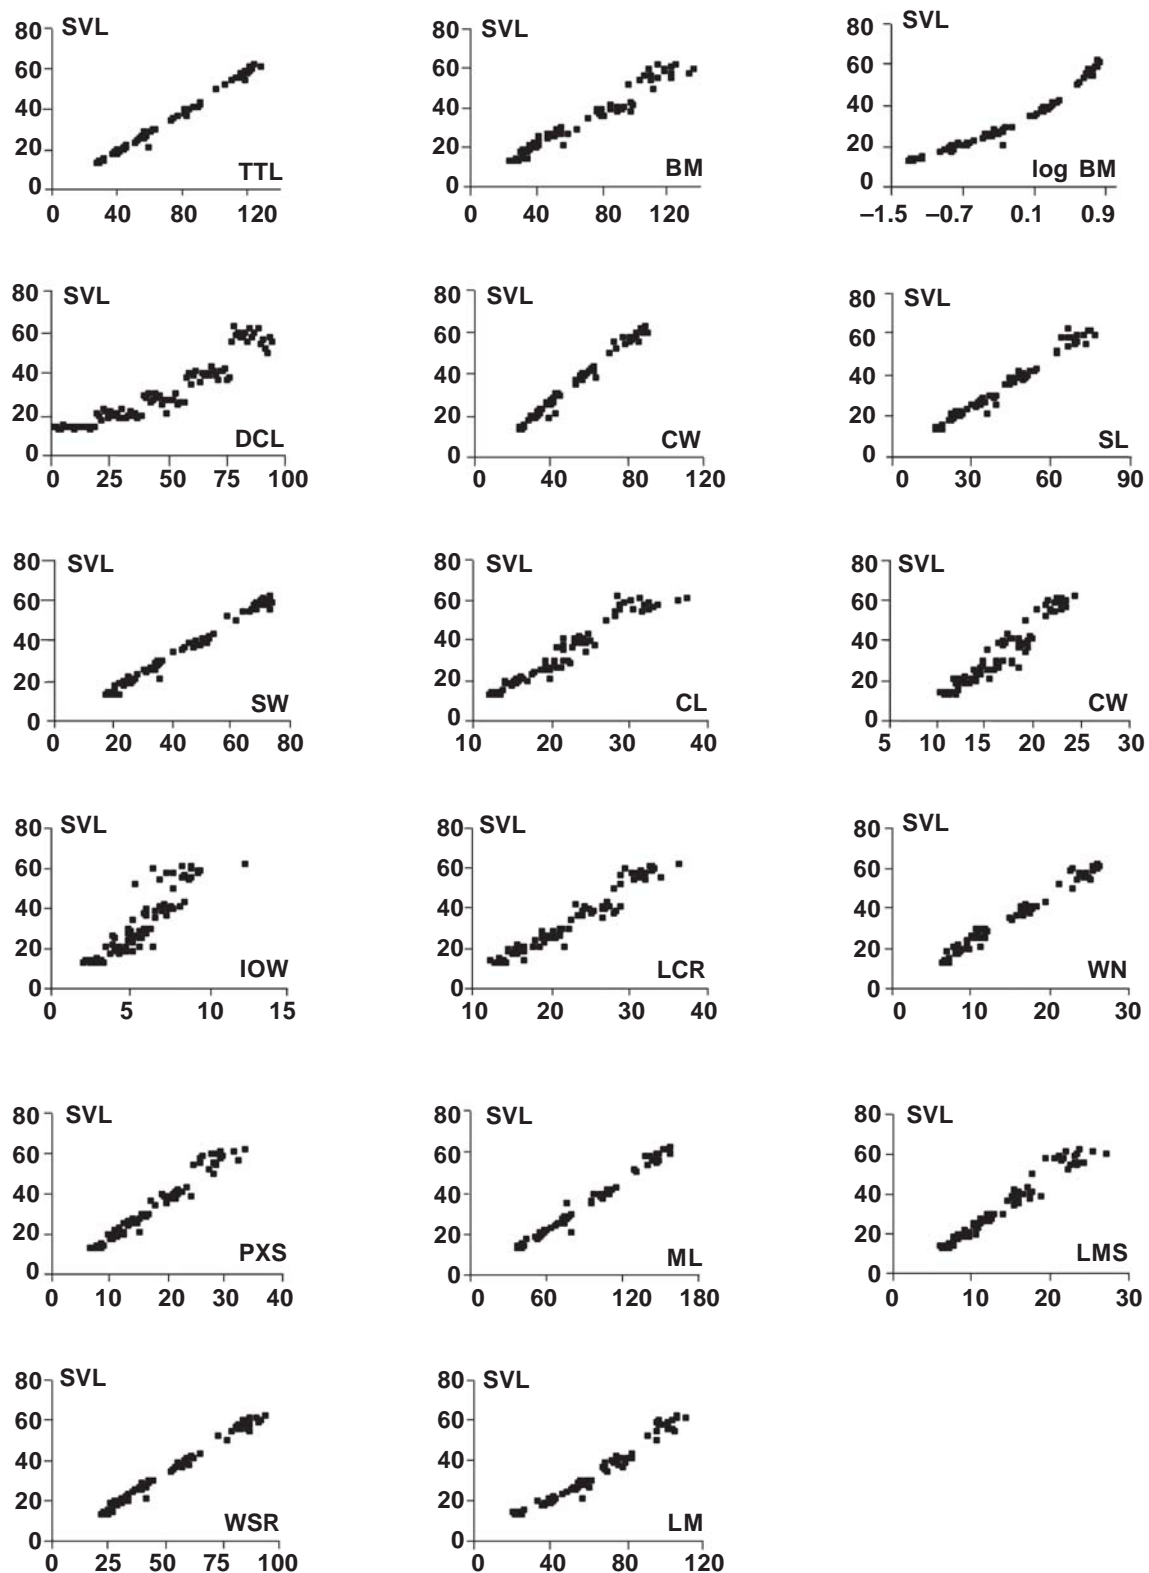 80 SVL
60
40
20
0
TTL
0 40 80 120
80 SVL
60
40
20
0
BM
0 40 80 120
80 SVL
60
40
20
0
log BM
–1.5 –0.7 0.1 0.9
80 SVL
60
40
20
0
DCL
0 25 50 75 100
80 SVL
60
40
20
0
CW
0 40 80 120
80 SVL
60
40
20
0
SL
0 30 60 90
80 SVL
60
40
20
0
SW
0 20 40 60 80
80 SVL
60
40
20
0
CL
10 20 30 40
80 SVL
60
40
20
0
CW
5 10 15 20 25 30
80 SVL
60
40
20
0
IOW
0 5 10 15
80 SVL
60
40
20
0
LCR
10 20 30 40
80 SVL
60
40
20
0
WN
0 10 20 30
80 SVL
60
40
20
0
PXS
0 10 20 30 40
80 SVL
60
40
20
0
ML
0 60 120 180
80 SVL
60
40
20
0
LMS
0 10 20 30
80 SVL
60
40
20
0
WSR
0 25 50 75 100
80 SVL
60
40
20
0
LM
0 40 80 120